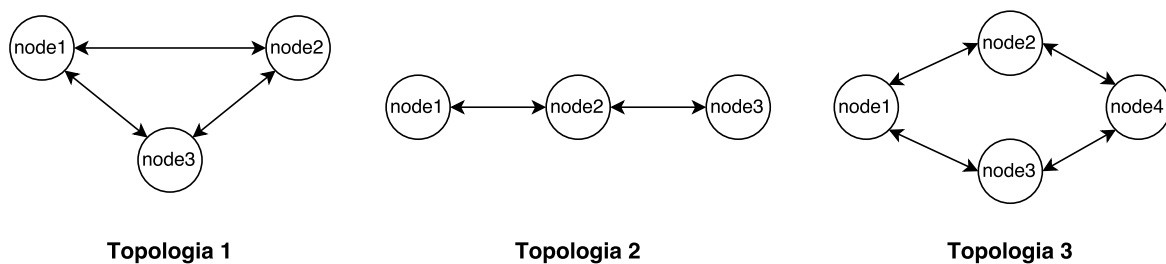 node1
node2
node3
Topologia 1
node1
node2
node3
Topologia 2
node2
node1
node4
node3
Topologia 3